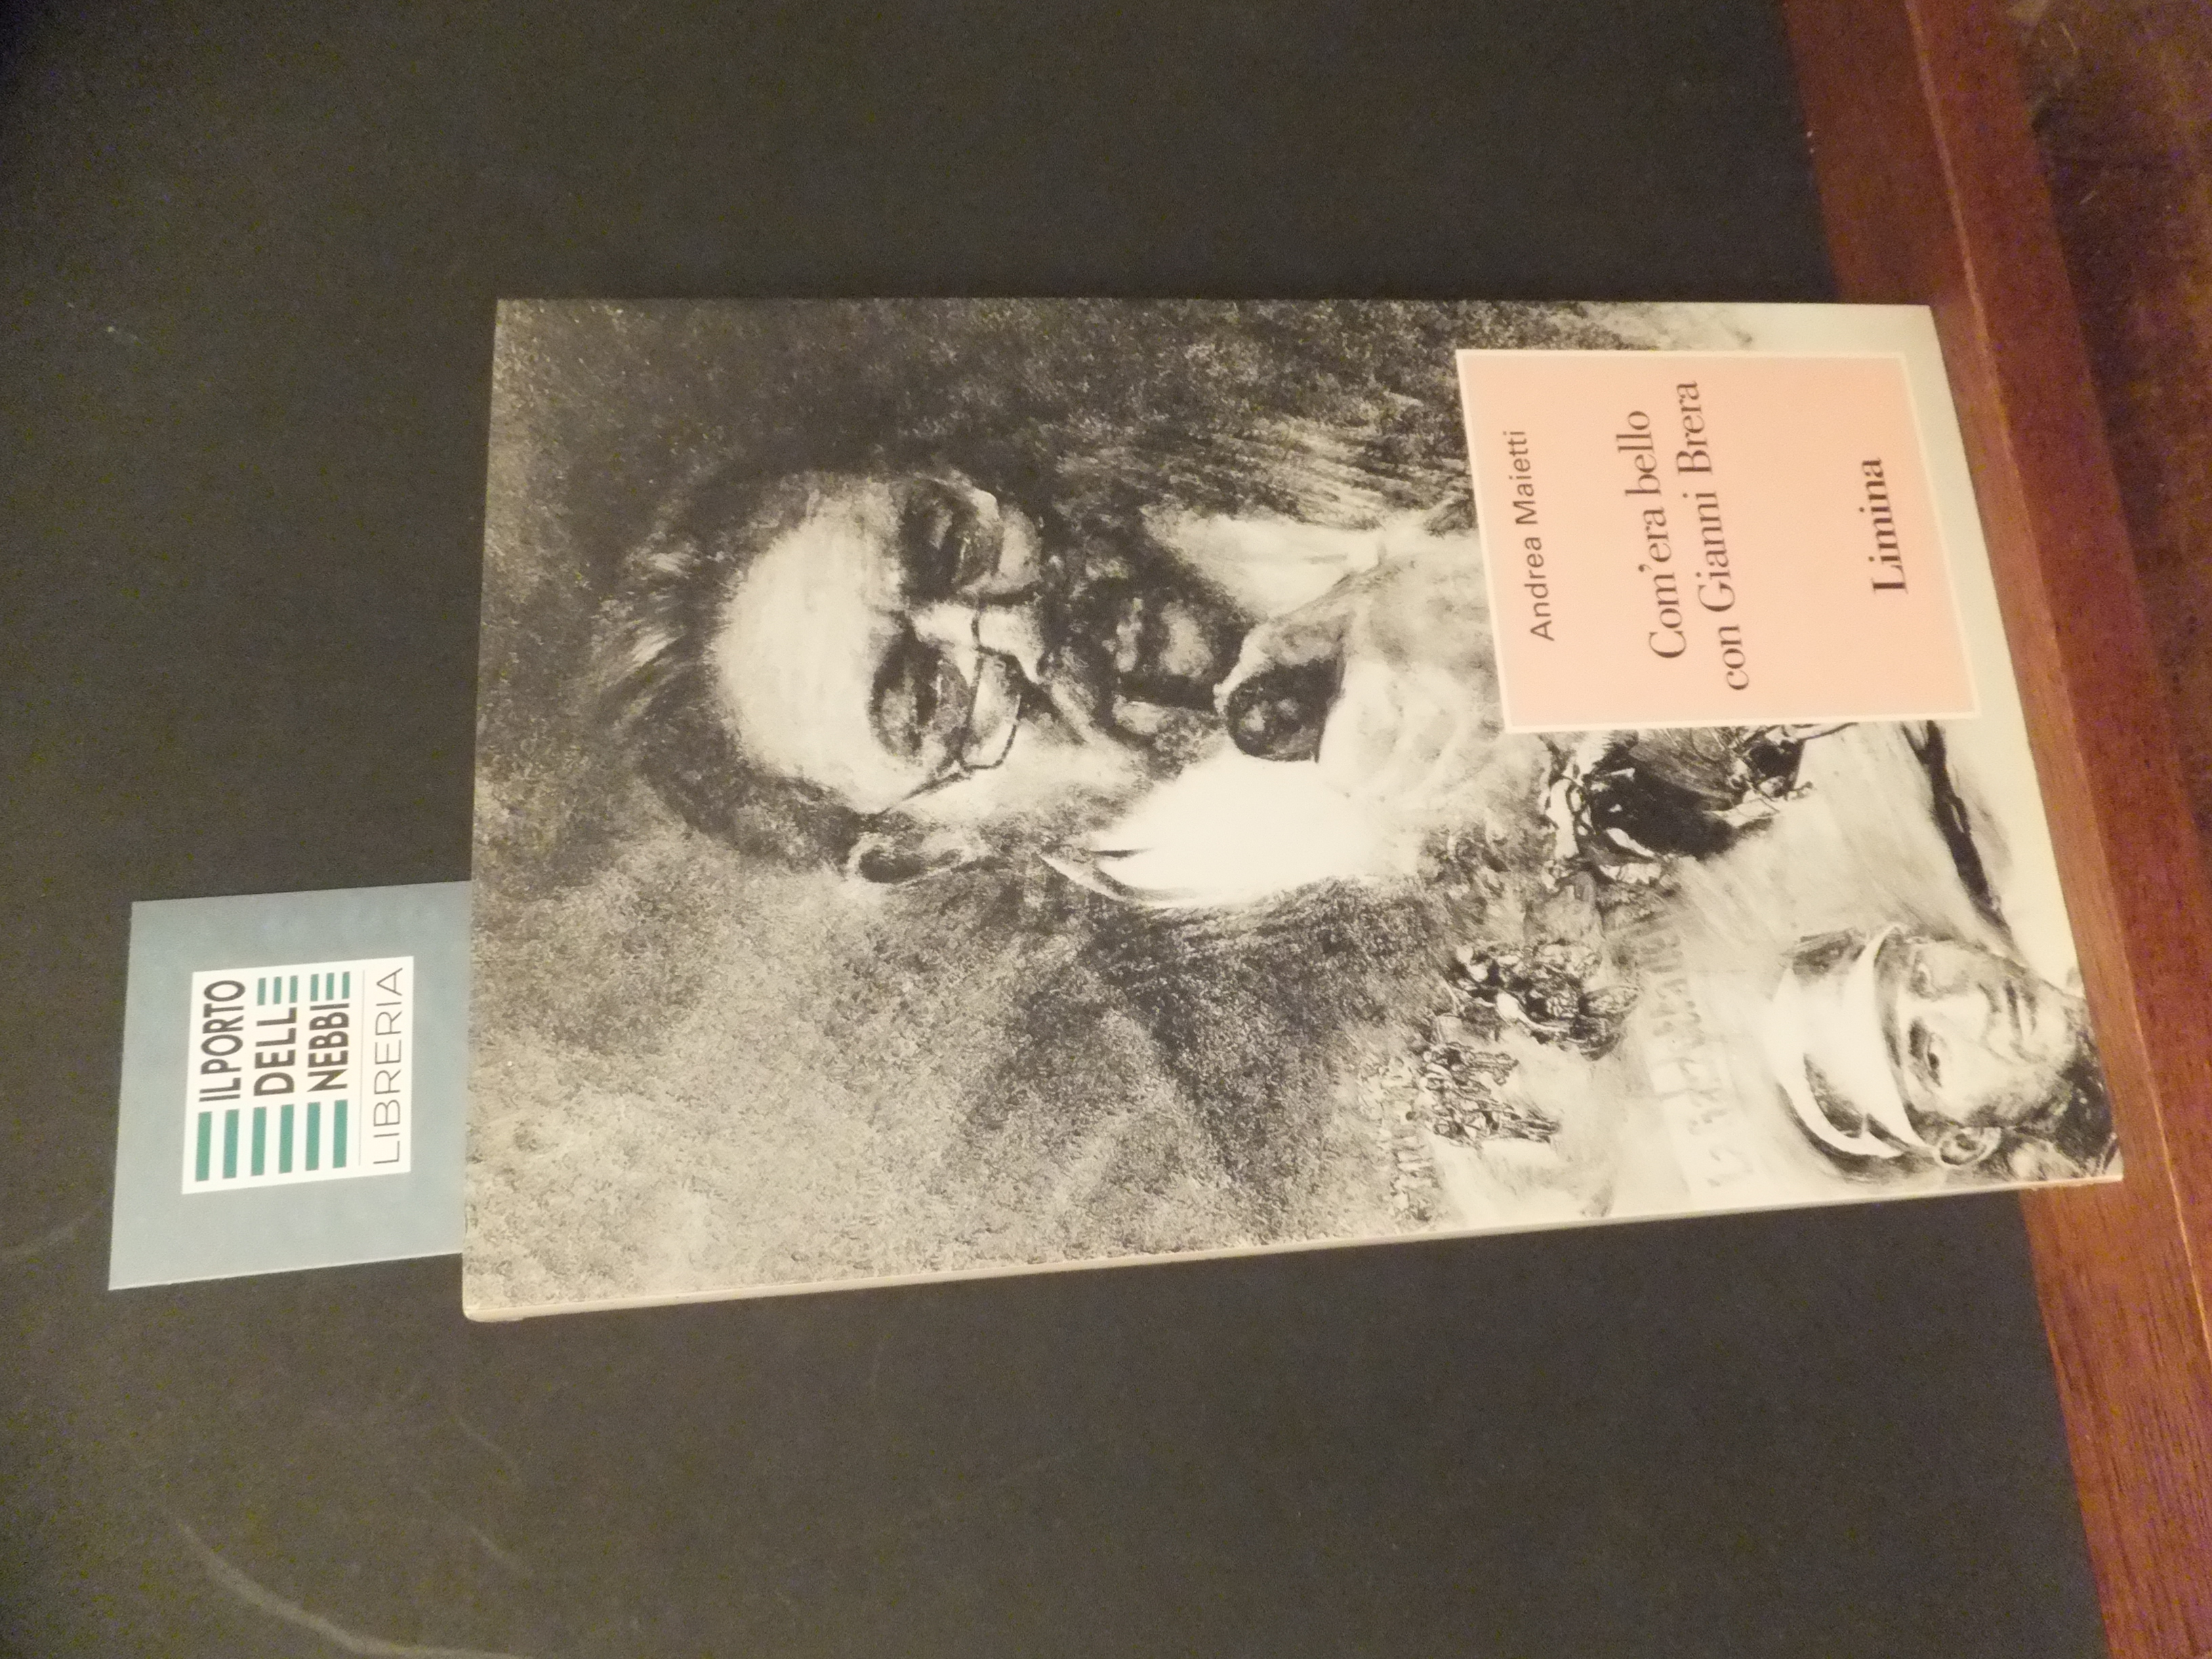 IL PORTO
DELLE
NEBBIE
LIBRERIA
Andrea Maietti
Com'era bello
con Gianni Brera
Limina